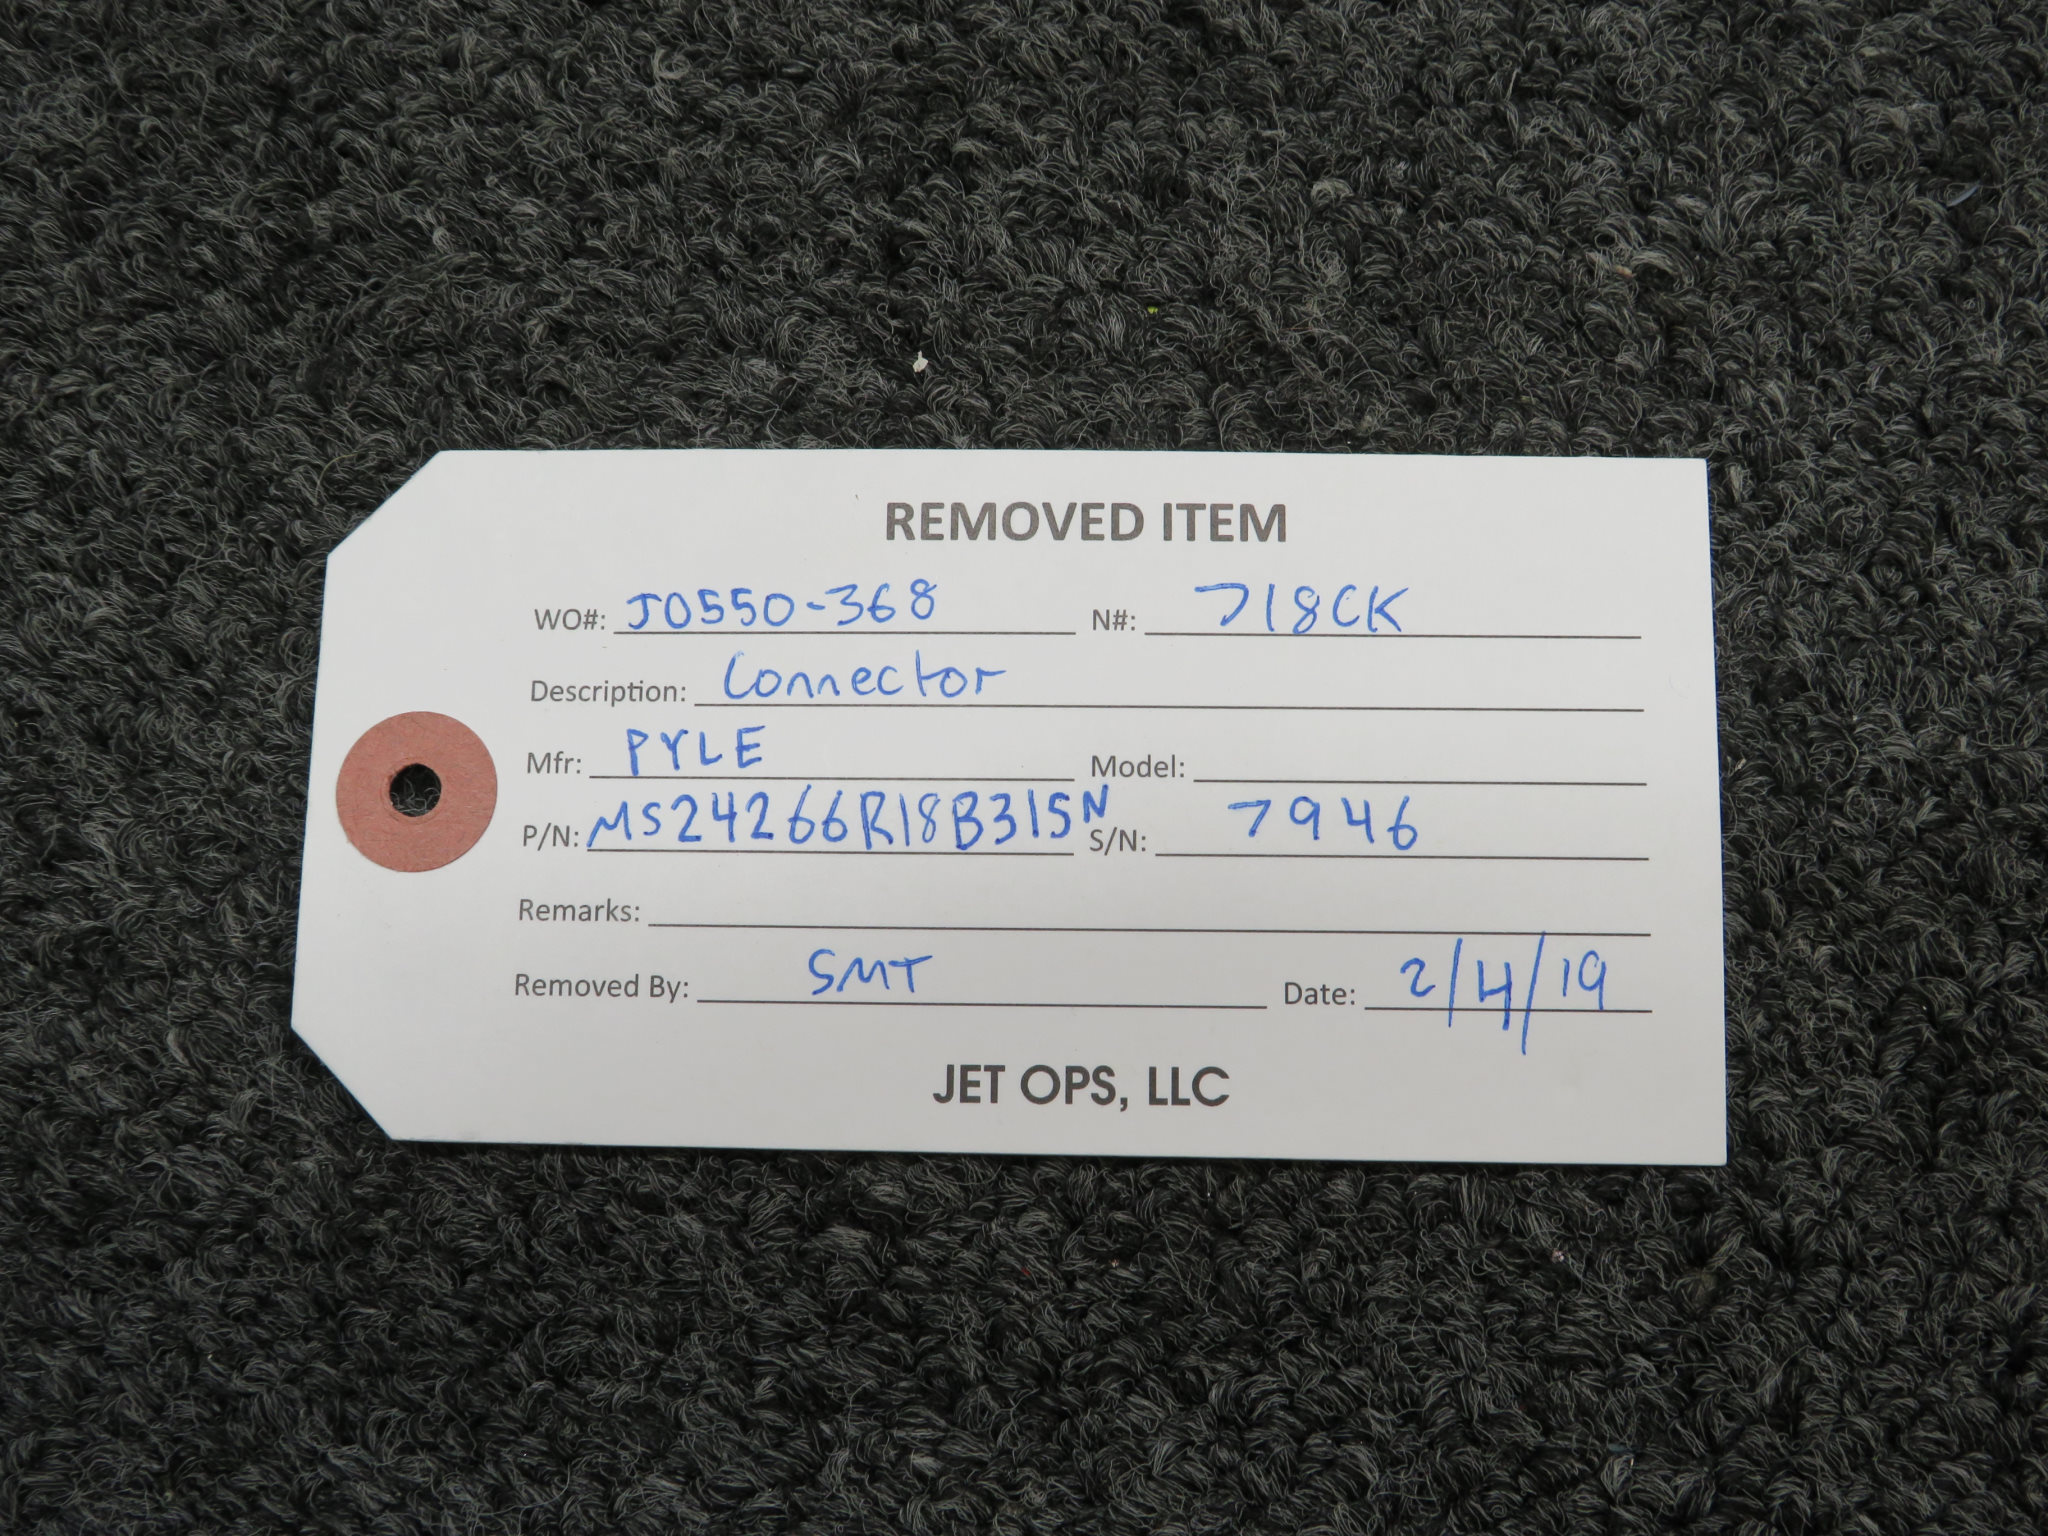 REMOVED ITEM
WO#: J0550-368 N#: 718CK
Description: Connector
Mfr: PYLE Model:
P/N: MS24266R18B31SN S/N: 7946
Remarks:
Removed By: SMT Date: 2/4/19
JET OPS, LLC